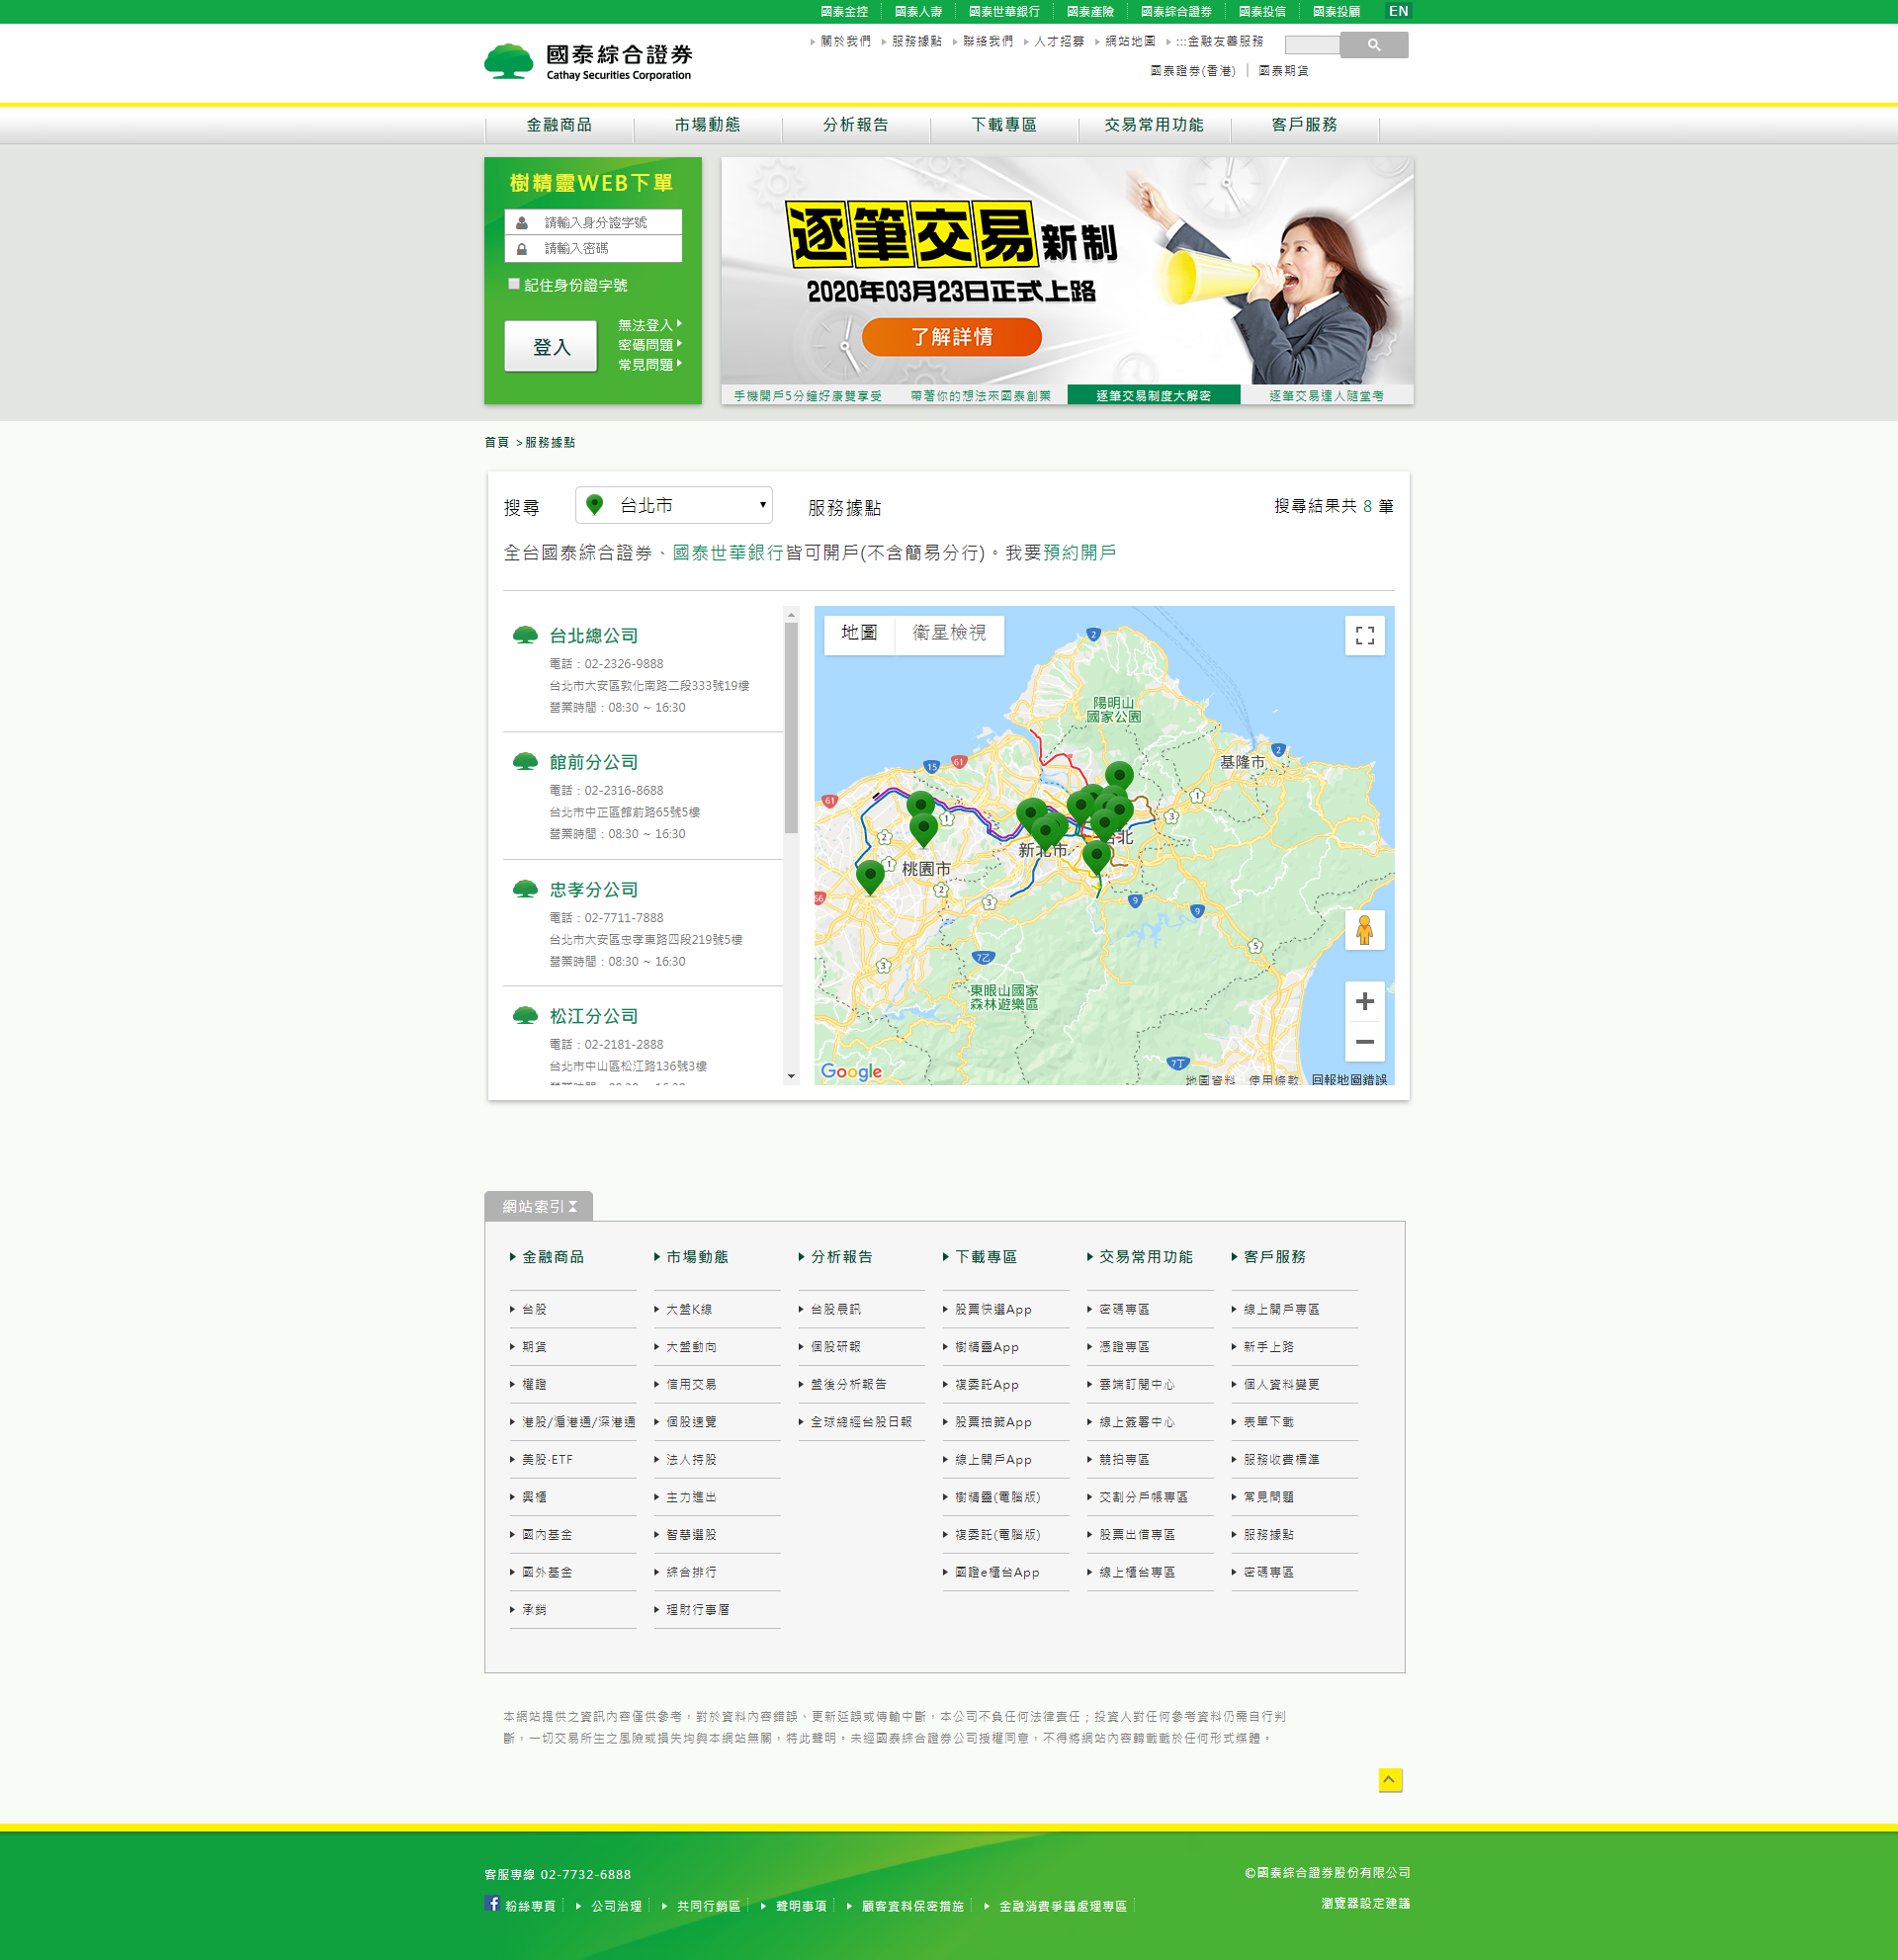 國泰金控 國泰人壽 國泰世華銀行 國泰產險 國泰綜合證券 國泰投信 國泰投顧 EN
國泰綜合證券
Cathay Securities Corporation
關於我們 服務據點 聯絡我們 人才招募 網站地圖 :::金融友善服務
國泰證券(香港) | 國泰期貨
金融商品 市場動態 分析報告 下載專區 交易常用功能 客戶服務
樹精靈WEB下單
請輸入身分證字號
請輸入密碼
記住身份證字號
登入
無法登入
密碼問題
常見問題
逐筆交易新制
2020年03月23日正式上路
了解詳情
手機開戶5分鐘好康雙享受 帶著你的想法來國泰創業 逐筆交易制度大解密 逐筆交易達人隨堂考
首頁 >服務據點
搜尋 台北市 服務據點 搜尋結果共 8 筆
全台國泰綜合證券、國泰世華銀行皆可開戶(不含簡易分行)。我要預約開戶
台北總公司
電話：02-2326-9888
台北市大安區敦化南路二段333號19樓
營業時間：08:30 ~ 16:30
館前分公司
電話：02-2316-8688
台北市中正區館前路65號5樓
營業時間：08:30 ~ 16:30
忠孝分公司
電話：02-7711-7888
台北市大安區忠孝東路四段219號5樓
營業時間：08:30 ~ 16:30
松江分公司
電話：02-2181-2888
台北市中山區松江路136號3樓
地圖 衛星檢視
2
陽明山
國家公園
基隆市
2
15
61
61
1
1
3
2
台北
新北市
桃園市
1
2
3
66
9
9
5
3
7乙
東眼山國家
森林遊樂區
7丁
Google
地圖資料 使用條款 回報地圖錯誤
網站索引
金融商品 市場動態 分析報告 下載專區 交易常用功能 客戶服務
台股 大盤K線 台股晨訊 股票快選App 密碼專區 線上開戶專區
期貨 大盤動向 個股研報 樹精靈App 憑證專區 新手上路
權證 信用交易 盤後分析報告 複委託App 雲端訂閱中心 個人資料變更
港股/滬港通/深港通 個股速覽 全球總經台股日報 股票抽籤App 線上簽署中心 表單下載
美股·ETF 法人持股 線上開戶App 競拍專區 服務收費標準
興櫃 主力進出 樹精靈(電腦版) 交割分戶帳專區 常見問題
國內基金 智慧選股 複委託(電腦版) 股票出借專區 服務據點
國外基金 綜合排行 國證e櫃台App 線上櫃台專區 密碼專區
承銷 理財行事曆
本網站提供之資訊內容僅供參考，對於資料內容錯誤、更新延誤或傳輸中斷，本公司不負任何法律責任；投資人對任何參考資料仍需自行判
斷，一切交易所生之風險或損失均與本網站無關，特此聲明。未經國泰綜合證券公司授權同意，不得將網站內容轉載載於任何形式媒體。
客服專線 02-7732-6888 ©國泰綜合證券股份有限公司
粉絲專頁 公司治理 共同行銷區 聲明事項 顧客資料保密措施 金融消費爭議處理專區 瀏覽器設定建議